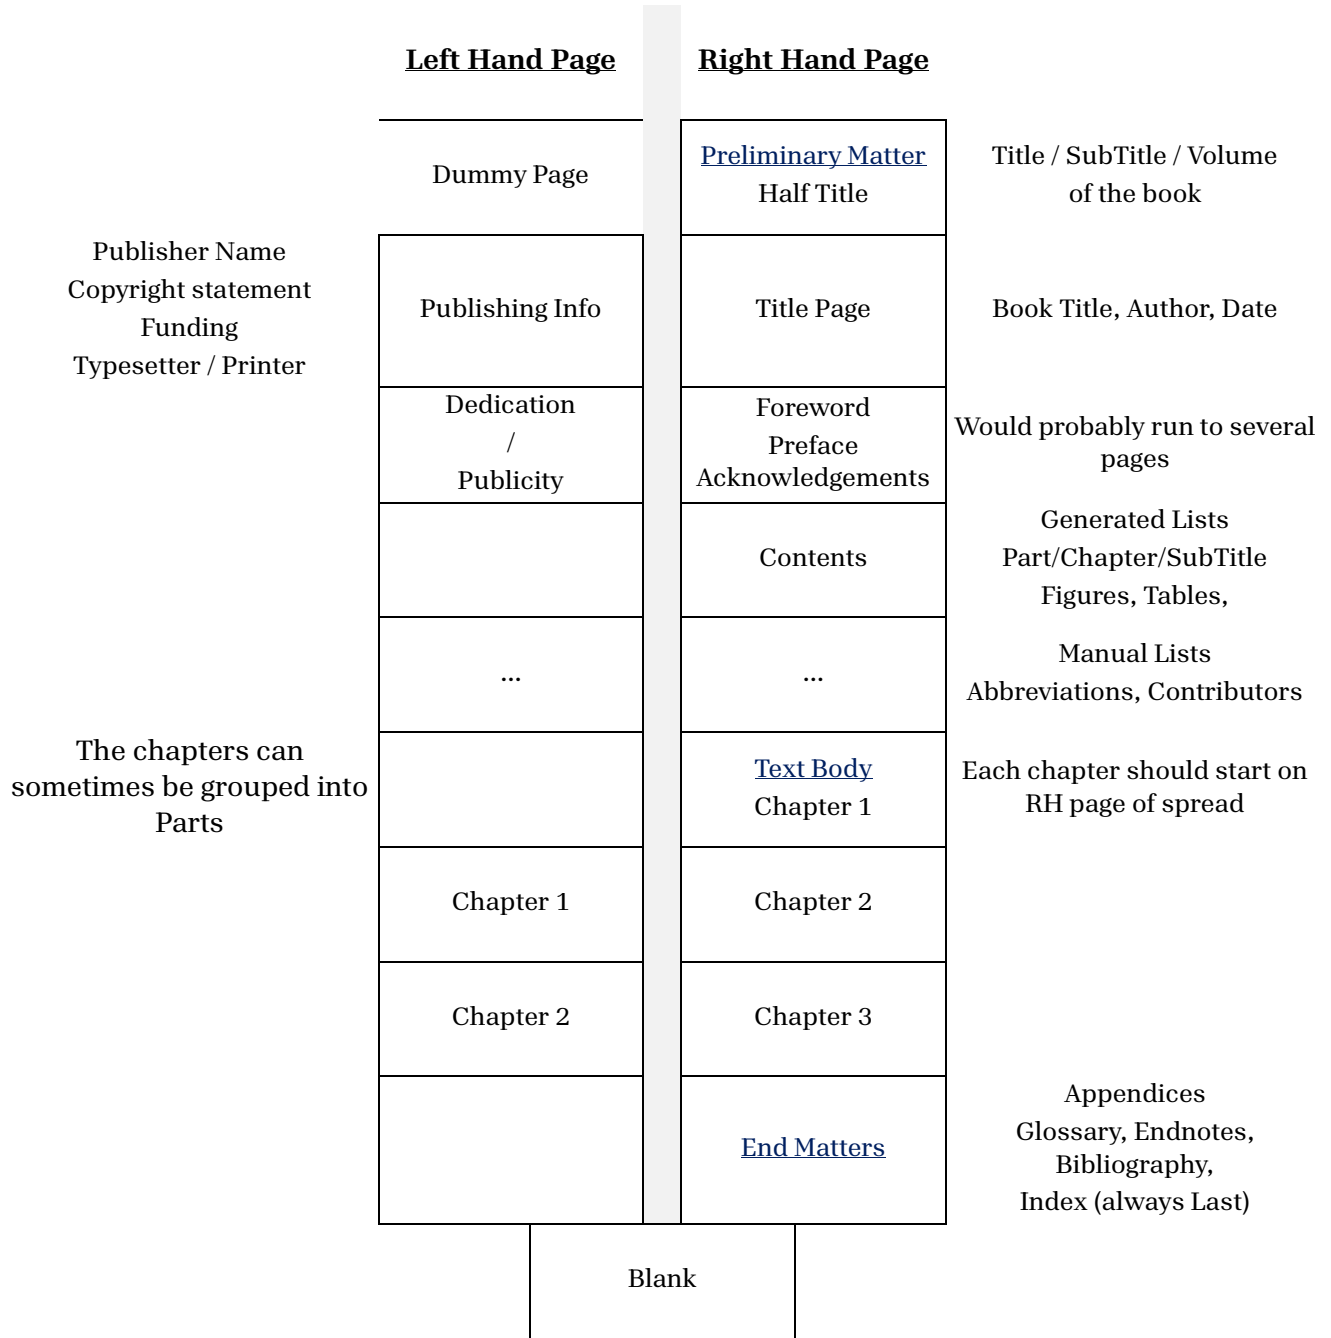 Left Hand Page
Right Hand Page
Dummy Page
Preliminary Matter
Half Title
Title / SubTitle / Volume
of the book
Publisher Name
Copyright statement
Funding
Typesetter / Printer
Publishing Info
Title Page
Book Title, Author, Date
Dedication
/
Publicity
Foreword
Preface
Acknowledgements
Would probably run to several
pages
Contents
Generated Lists
Part/Chapter/SubTitle
Figures, Tables,
...
...
Manual Lists
Abbreviations, Contributors
The chapters can
sometimes be grouped into
Parts
Text Body
Chapter 1
Each chapter should start on
RH page of spread
Chapter 1
Chapter 2
Chapter 2
Chapter 3
End Matters
Appendices
Glossary, Endnotes,
Bibliography,
Index (always Last)
Blank